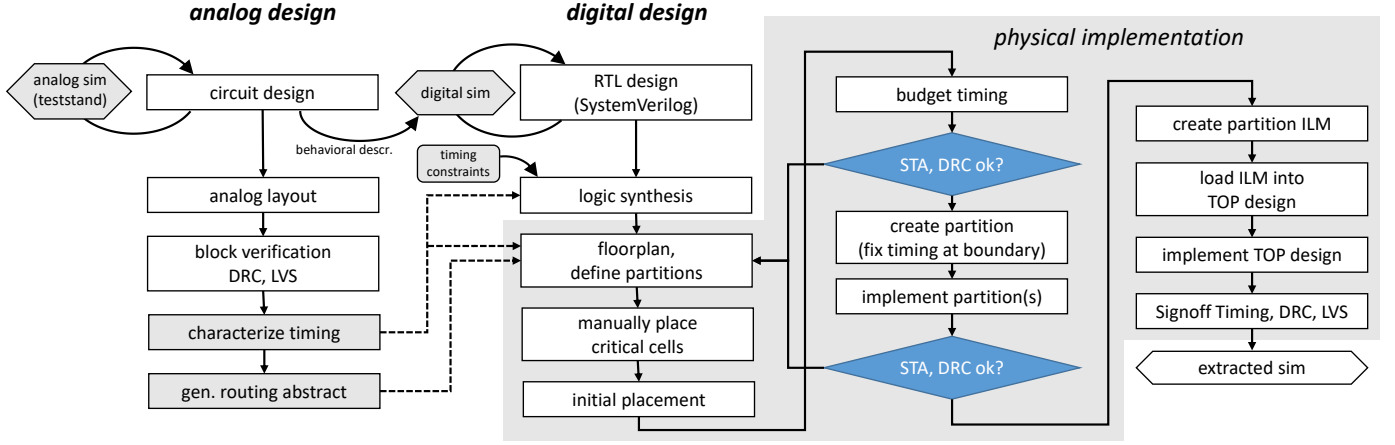 analog design
analog sim
(teststand)
circuit design
behavioral descr.
analog layout
block verification
DRC, LVS
characterize timing
gen. routing abstract
digital design
digital sim
RTL design
(SystemVerilog)
timing
constraints
logic synthesis
floorplan,
define partitions
manually place
critical cells
initial placement
physical implementation
budget timing
STA, DRC ok?
create partition
(fix timing at boundary)
implement partition(s)
STA, DRC ok?
create partition ILM
load ILM into
TOP design
implement TOP design
Signoff Timing, DRC, LVS
extracted sim